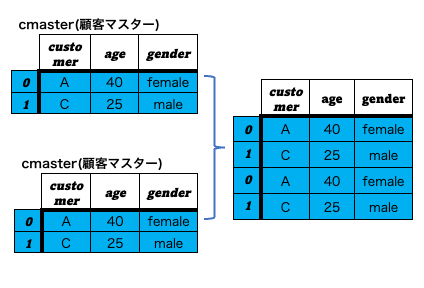 cmaster(顧客マスター)
custo
mer age gender
0 A 40 female
1 C 25 male
cmaster(顧客マスター)
custo
mer age gender
0 A 40 female
1 C 25 male
custo
mer age gender
0 A 40 female
1 C 25 male
0 A 40 female
1 C 25 male